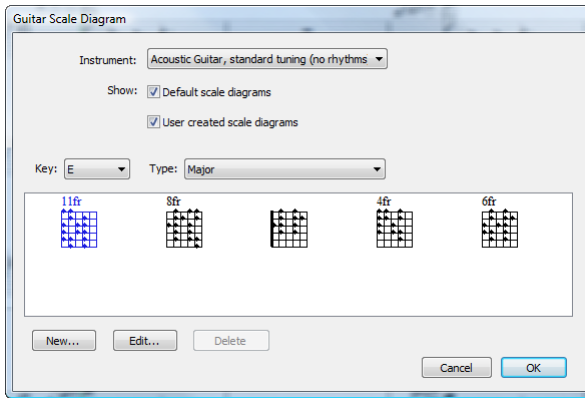 Guitar Scale Diagram
Instrument: Acoustic Guitar, standard tuning (no rhythms
Show: Default scale diagrams
User created scale diagrams
Key: E Type: Major
11fr 8fr 4fr 6fr
New... Edit... Delete
Cancel OK